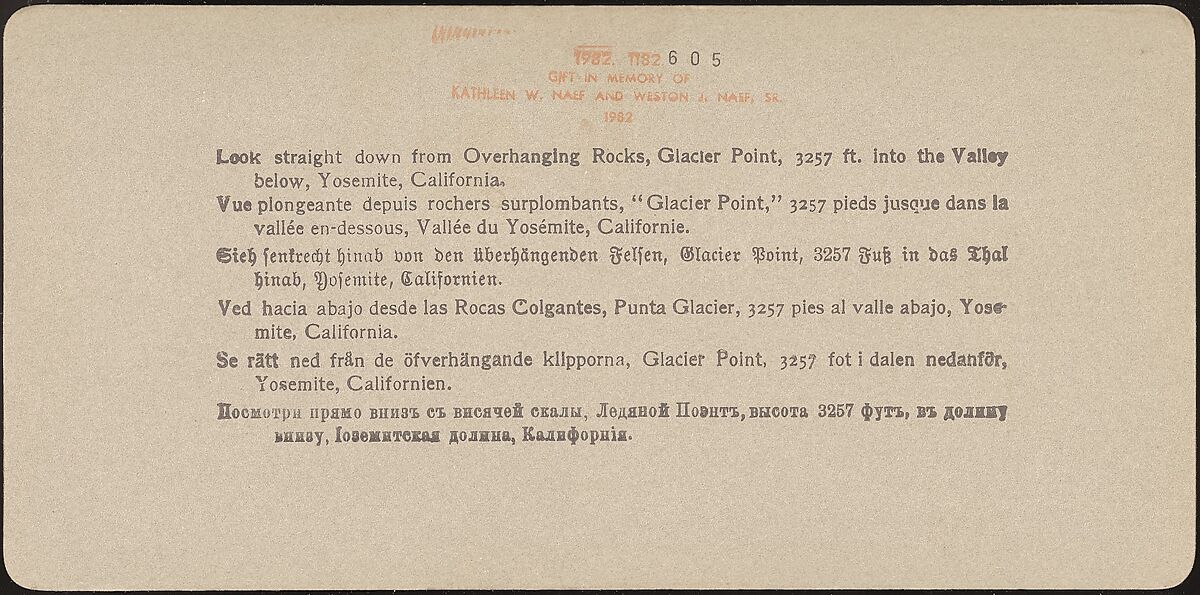 1982. 1182 605
GIFT IN MEMORY OF
KATHLEEN W. NAEF AND WESTON J. NAEF, SR.
1982
Look straight down from Overhanging Rocks, Glacier Point, 3257 ft. into the Valley
below, Yosemite, California.
Vue plongeante depuis rochers surplombants, “Glacier Point,” 3257 pieds jusque dans la
vallée en-dessous, Vallée du Yosémite, Californie.
Sieh senkrecht hinab von den überhängenden Felsen, Glacier Point, 3257 Fuß in das Thal
hinab, Yosemite, Californien.
Ved hacia abajo desde las Rocas Colgantes, Punta Glacier, 3257 pies al valle abajo, Yose-
mite, California.
Se rätt ned från de öfverhängande klipporna, Glacier Point, 3257 fot i dalen nedanför,
Yosemite, Californien.
Посмотри прямо внизъ съ висячей скалы, Ледяной Поэнтъ, высота 3257 футъ, въ долину
внизу, Іоземитская долина, Калифорнія.